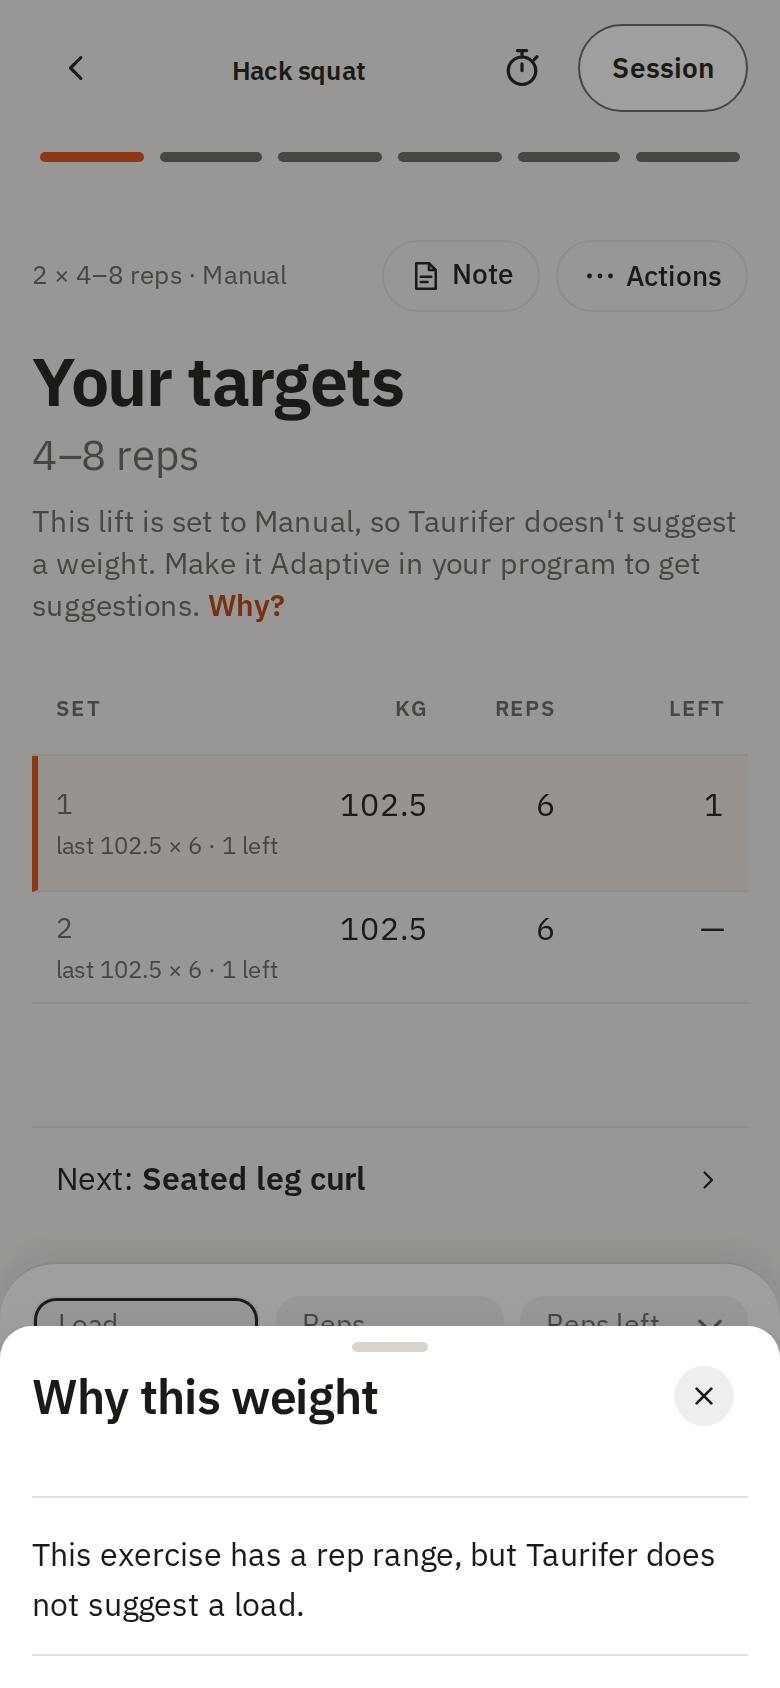 Hack squat
Session
2 × 4–8 reps · Manual
Note
Actions
Your targets
4–8 reps
This lift is set to Manual, so Taurifer doesn't suggest
a weight. Make it Adaptive in your program to get
suggestions. Why?
SET KG REPS LEFT
1 102.5 6 1
last 102.5 × 6 · 1 left
2 102.5 6 —
last 102.5 × 6 · 1 left
Next: Seated leg curl
Load Reps Reps left
Why this weight
This exercise has a rep range, but Taurifer does
not suggest a load.